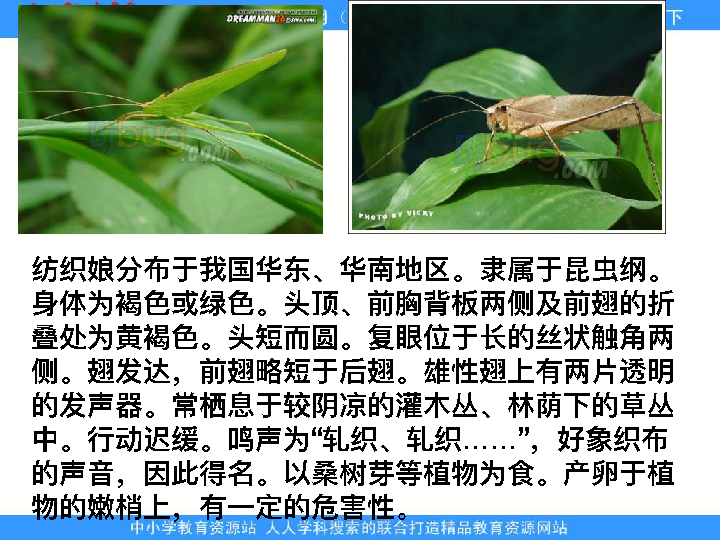 DREAMMAN28
下
Bjbug.com
Bjbug.com
PHOTO BY VICKY
纺织娘分布于我国华东、华南地区。隶属于昆虫纲。
身体为褐色或绿色。头顶、前胸背板两侧及前翅的折
叠处为黄褐色。头短而圆。复眼位于长的丝状触角两
侧。翅发达，前翅略短于后翅。雄性翅上有两片透明
的发声器。常栖息于较阴凉的灌木丛、林荫下的草丛
中。行动迟缓。鸣声为“轧织、轧织……”，好象织布
的声音，因此得名。以桑树芽等植物为食。产卵于植
物的嫩梢上，有一定的危害性。
中小学教育资源站 人人学科搜索的联合打造精品教育资源网站